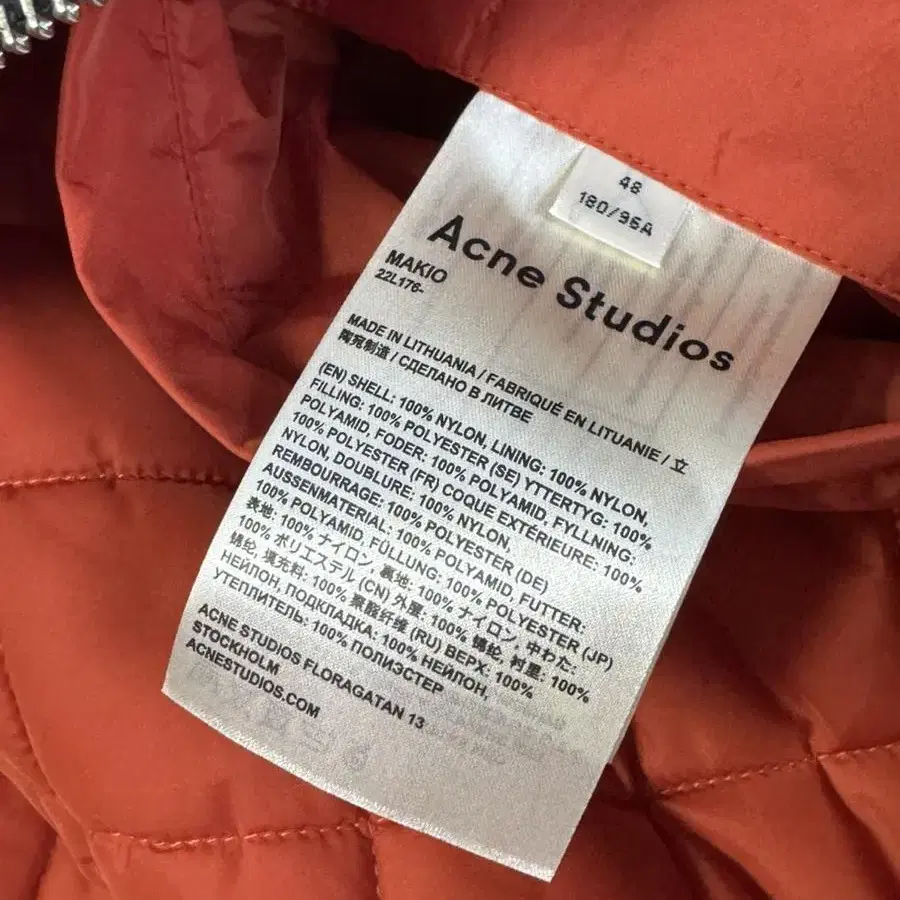 48
180/96A
Acne Studios
MAKIO
22L176-
MADE IN LITHUANIA / FABRIQUÉ EN LITUANIE / 立
陶宛制造 / СДЕЛАНО В ЛИТВЕ
(EN) SHELL: 100% NYLON, LINING: 100% NYLON,
FILLING: 100% POLYESTER (SE) YTTERTYG: 100%
POLYAMID, FODER: 100% POLYAMID, FYLLNING:
100% POLYESTER (FR) COQUE EXTÉRIEURE: 100%
NYLON, DOUBLURE: 100% NYLON,
REMBOURRAGE: 100% POLYESTER (DE)
AUSSENMATERIAL: 100% POLYAMID, FUTTER:
100% POLYAMID, FÜLLUNG: 100% POLYESTER (JP)
表地: 100% ナイロン, 裏地: 100% ナイロン, 中わた:
100% ポリエステル (CN) 外层: 100% 锦纶, 衬里: 100%
锦纶, 填充料: 100% 聚酯纤维 (RU) ВЕРХ: 100%
НЕЙЛОН, ПОДКЛАДКА: 100% НЕЙЛОН,
УТЕПЛИТЕЛЬ: 100% ПОЛИЭСТЕР
ACNE STUDIOS FLORAGATAN 13
STOCKHOLM
ACNESTUDIOS.COM